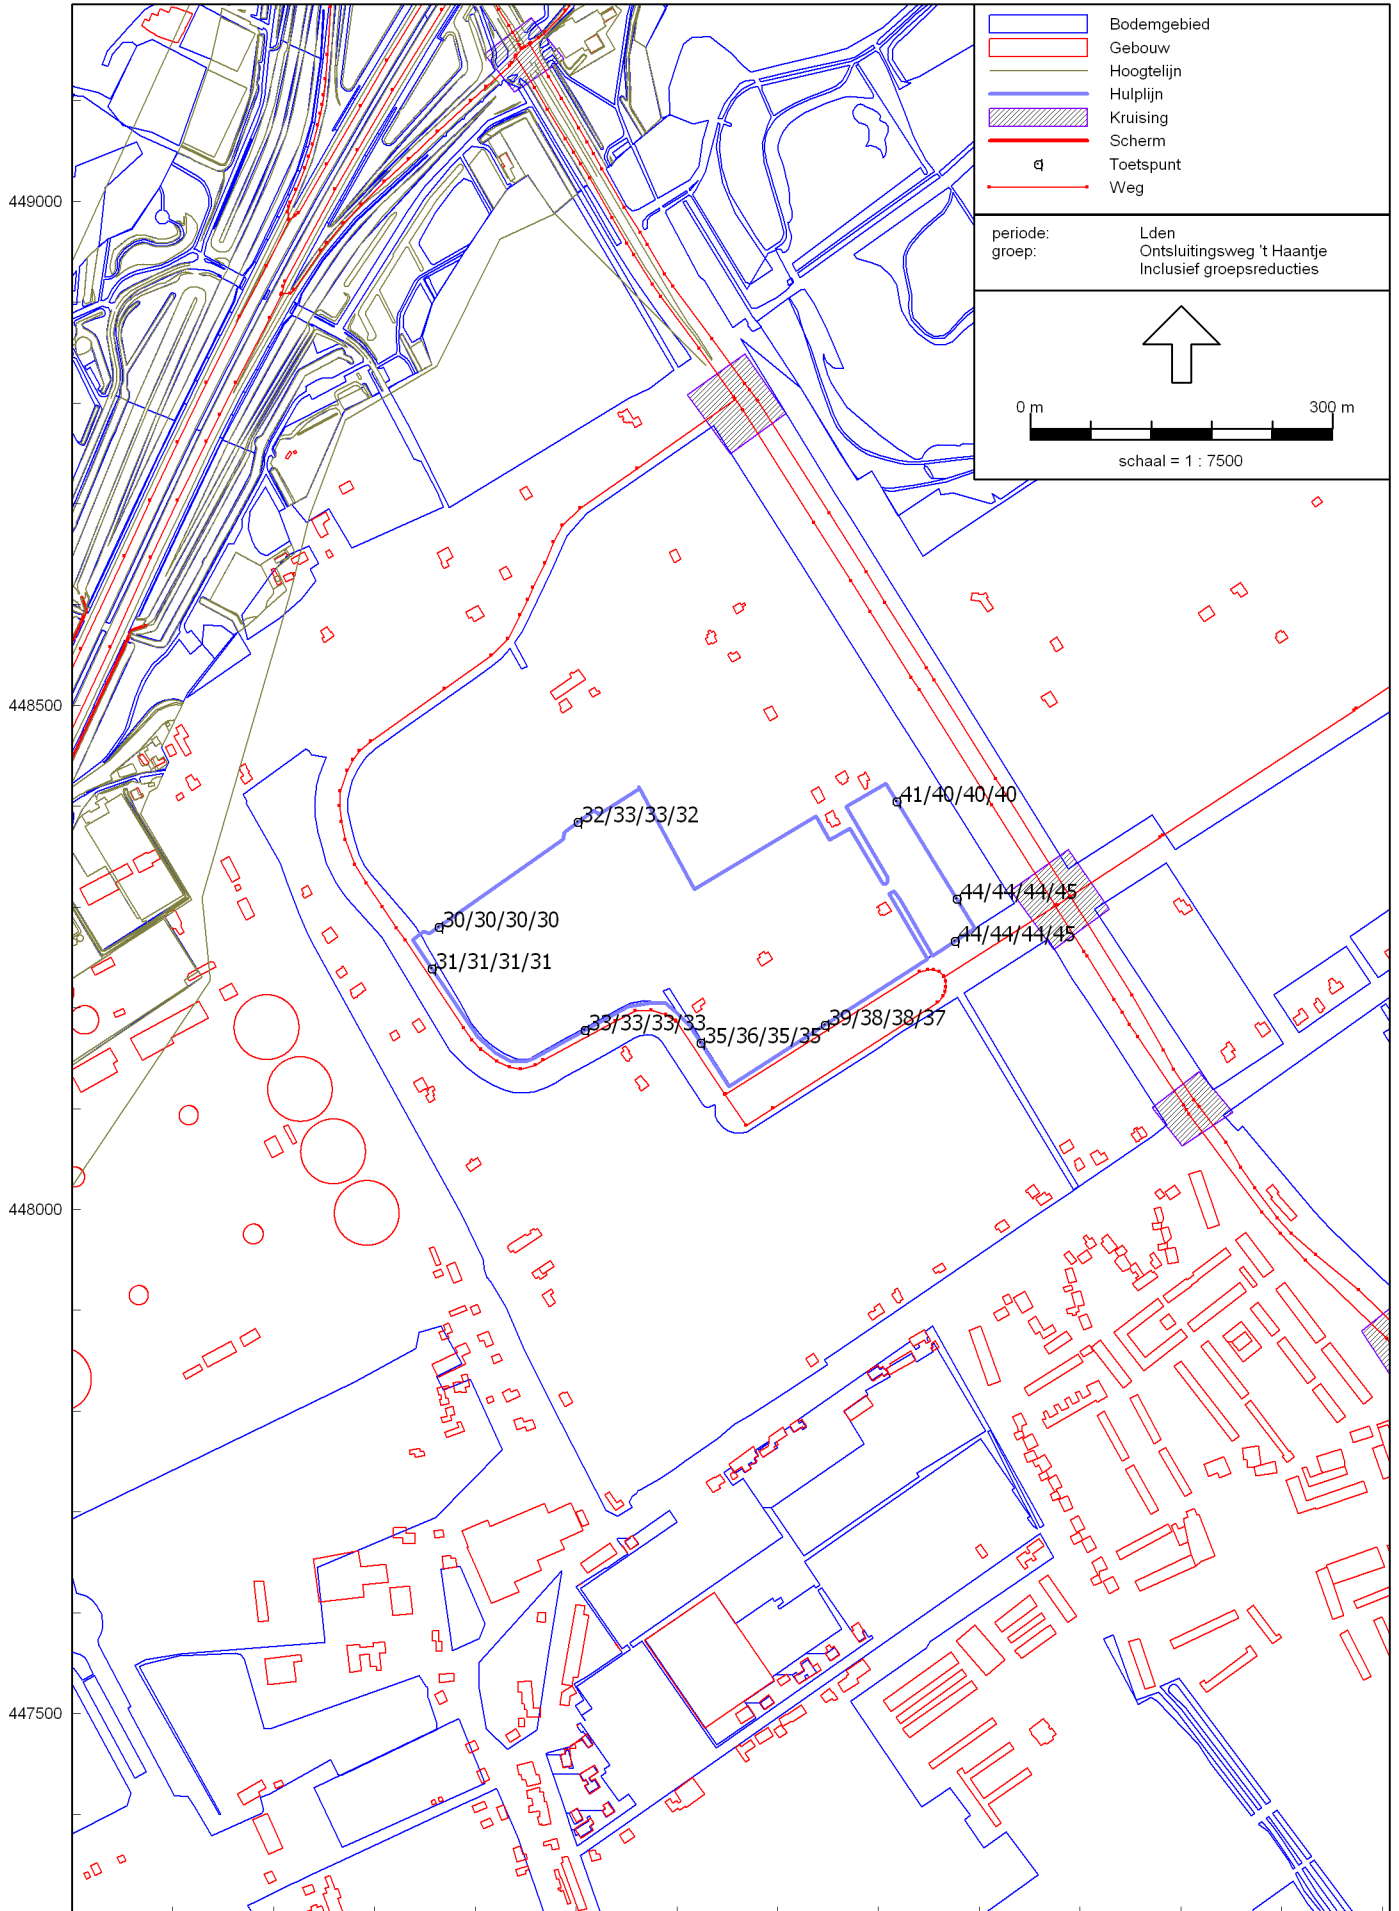 Bodemgebied
Gebouw
Hoogtelijn
Hulplijn
Kruising
Scherm
Toetspunt
Weg
periode: Lden
groep: Ontsluitingsweg 't Haantje
Inclusief groepsreducties
0 m 300 m
schaal = 1 : 7500
449000
448500
448000
447500
41/40/40/40
32/33/33/32
44/44/44/45
30/30/30/30
44/44/44/45
31/31/31/31
39/38/38/37
33/33/33/33
35/36/35/35